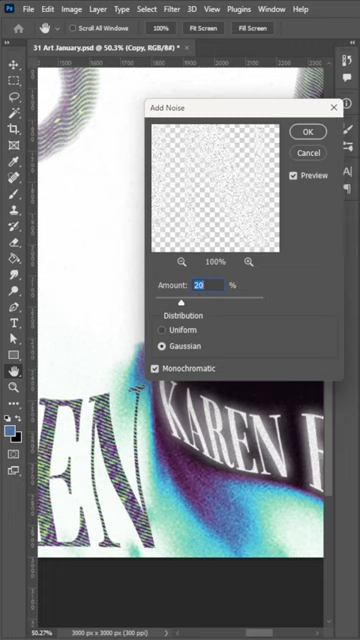 Ps File Edit Image Layer Type Select Filter 3D View Plugins Window Help
Scroll All Windows 100% Fit Screen Fill Screen
31 Art January.psd @ 50.3% (Copy, RGB/8#) *
Add Noise
OK
Cancel
Preview
100%
Amount: 20 %
Distribution
Uniform
Gaussian
Monochromatic
EN
KAREN
50.27% 3000 px x 3000 px (300 ppi)